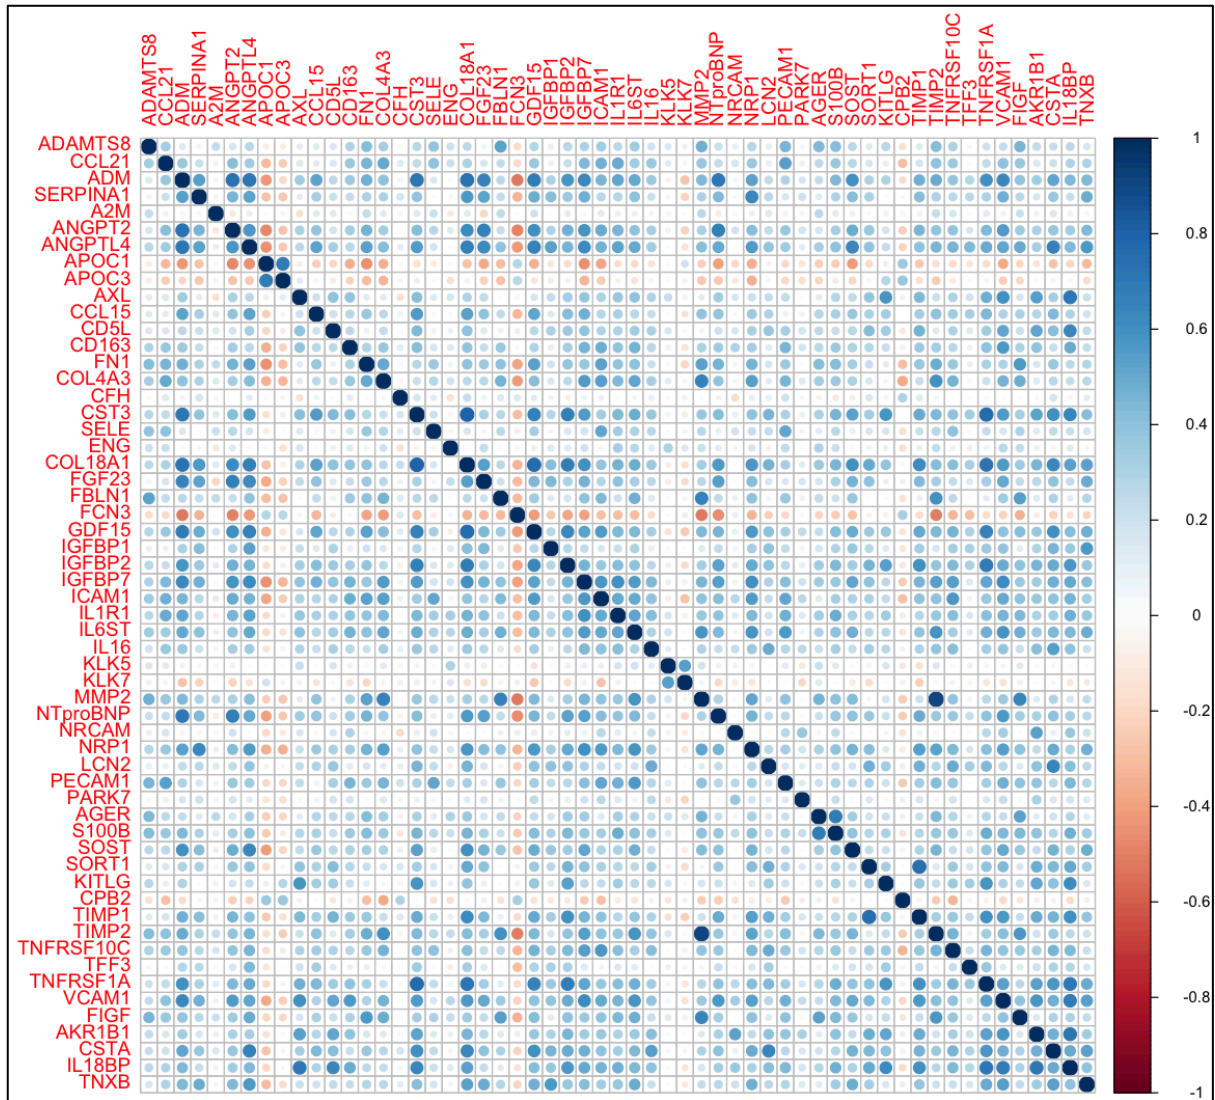 ADAMTS8
CCL21
ADM
SERPINA1
A2M
ANGPT2
ANGPTL4
APOC1
APOC3
AXL
CCL15
CD5L
CD163
FN1
COL4A3
CFH
CST3
SELE
ENG
COL18A1
FGF23
FBLN1
FCN3
GDF15
IGFBP1
IGFBP2
IGFBP7
ICAM1
IL1R1
IL6ST
IL16
KLK5
KLK7
MMP2
NTproBNP
NRCAM
NRP1
LCN2
PECAM1
PARK7
AGER
S100B
SOST
SORT1
KITLG
CPB2
TIMP1
TIMP2
TNFRSF10C
TFF3
TNFRSF1A
VCAM1
FIGF
AKR1B1
CSTA
IL18BP
TNXB
ADAMTS8
CCL21
ADM
SERPINA1
A2M
ANGPT2
ANGPTL4
APOC1
APOC3
AXL
CCL15
CD5L
CD163
FN1
COL4A3
CFH
CST3
SELE
ENG
COL18A1
FGF23
FBLN1
FCN3
GDF15
IGFBP1
IGFBP2
IGFBP7
ICAM1
IL1R1
IL6ST
IL16
KLK5
KLK7
MMP2
NTproBNP
NRCAM
NRP1
LCN2
PECAM1
PARK7
AGER
S100B
SOST
SORT1
KITLG
CPB2
TIMP1
TIMP2
TNFRSF10C
TFF3
TNFRSF1A
VCAM1
FIGF
AKR1B1
CSTA
IL18BP
TNXB
1
0.8
0.6
0.4
0.2
0
-0.2
-0.4
-0.6
-0.8
-1